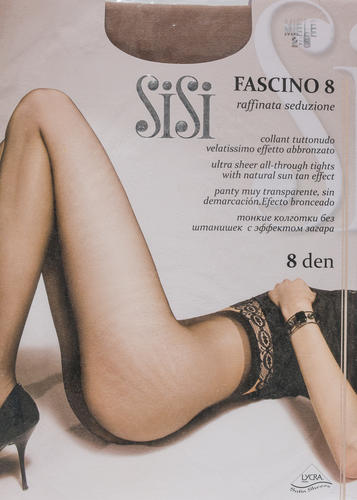 SiSi
FASCINO 8
raffinata seduzione
collant tuttonudo
velatissimo effetto abbronzato
ultra sheer all-through tights
with natural sun tan effect
panty muy transparente, sin
demarcación.Efecto bronceado
тонкие колготки без
штанишек с эффектом загара
8 den
LYCRA